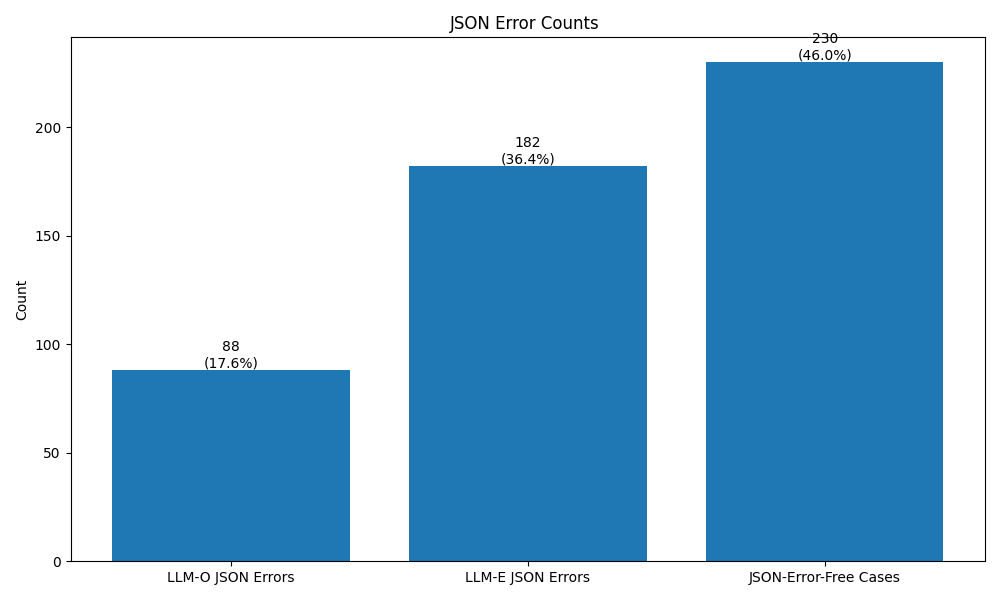 JSON Error Counts
230
(46.0%)
182
(36.4%)
88
(17.6%)
Count
200
150
100
50
0
LLM-O JSON Errors
LLM-E JSON Errors
JSON-Error-Free Cases